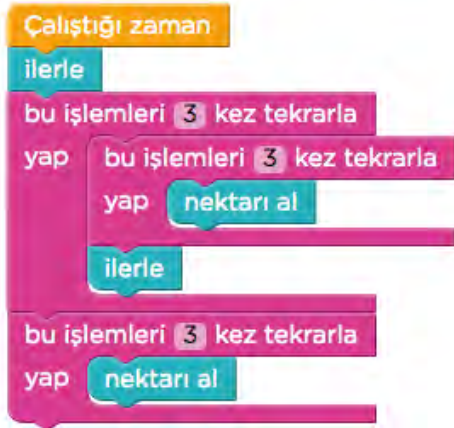 Çalıştığı zaman
ilerle
bu işlemleri 3 kez tekrarla
yap bu işlemleri 3 kez tekrarla
yap nektarı al
ilerle
bu işlemleri 3 kez tekrarla
yap nektarı al